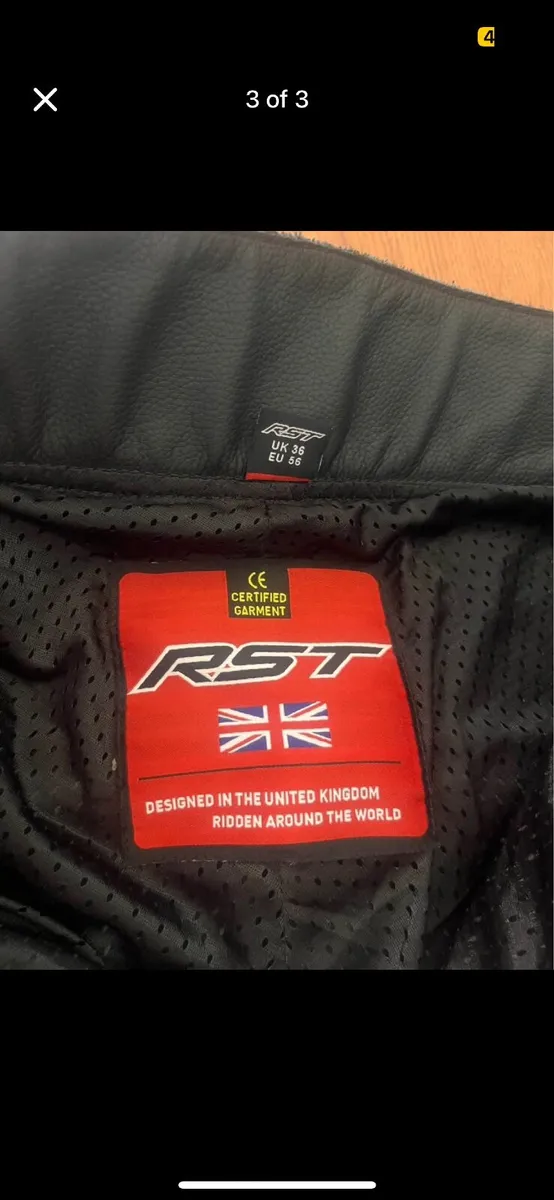 4
3 of 3
RST
UK 36
EU 56
CE
CERTIFIED
GARMENT
RST
DESIGNED IN THE UNITED KINGDOM
RIDDEN AROUND THE WORLD